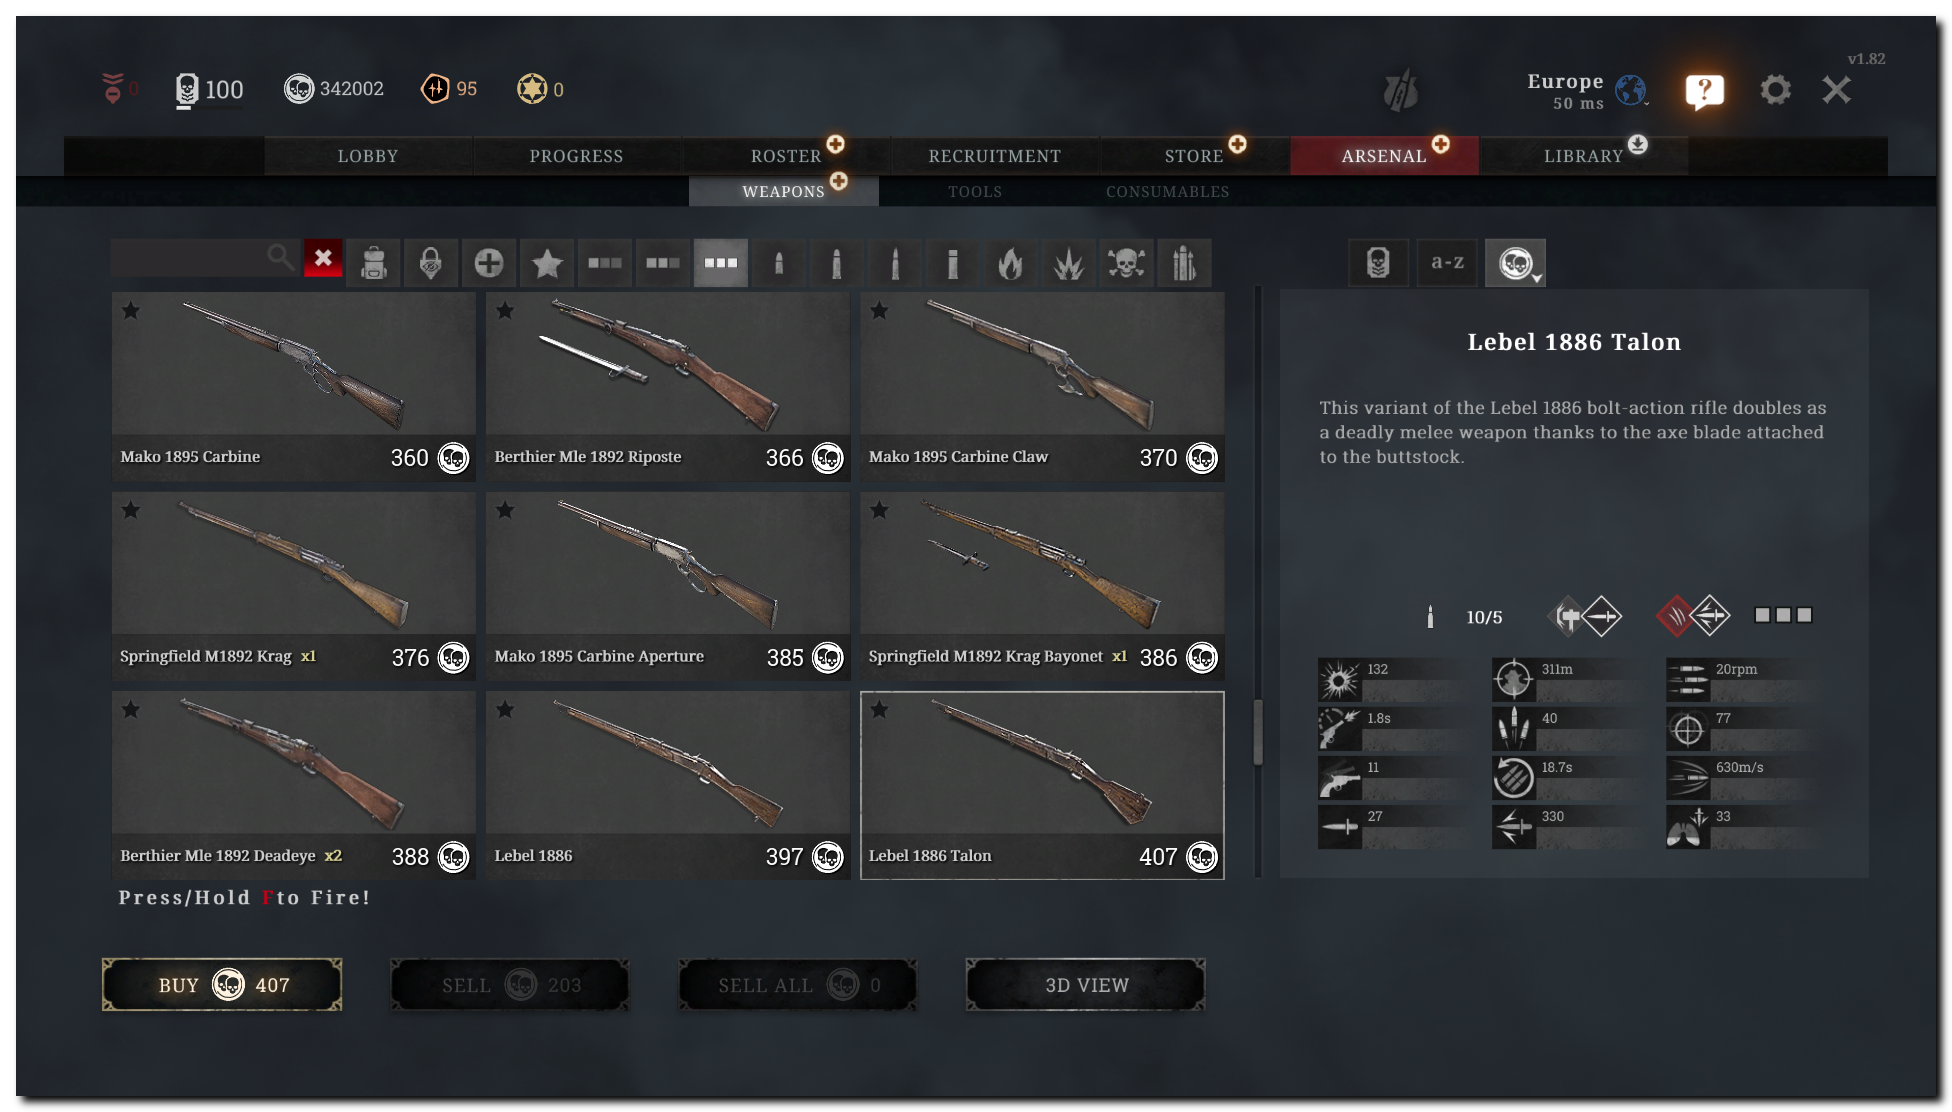 v1.82
0 100 342002 95 0 Europe
50 ms
LOBBY PROGRESS ROSTER RECRUITMENT STORE ARSENAL LIBRARY
WEAPONS TOOLS CONSUMABLES
a-z
Mako 1895 Carbine 360
Berthier Mle 1892 Riposte 366
Mako 1895 Carbine Claw 370
Springfield M1892 Krag x1 376
Mako 1895 Carbine Aperture 385
Springfield M1892 Krag Bayonet x1 386
Berthier Mle 1892 Deadeye x2 388
Lebel 1886 397
Lebel 1886 Talon 407
Press/Hold F to Fire!
BUY 407
SELL 203
SELL ALL 0
3D VIEW
Lebel 1886 Talon
This variant of the Lebel 1886 bolt-action rifle doubles as
a deadly melee weapon thanks to the axe blade attached
to the buttstock.
10/5
132 311m 20rpm
1.8s 40 77
11 18.7s 630m/s
27 330 33